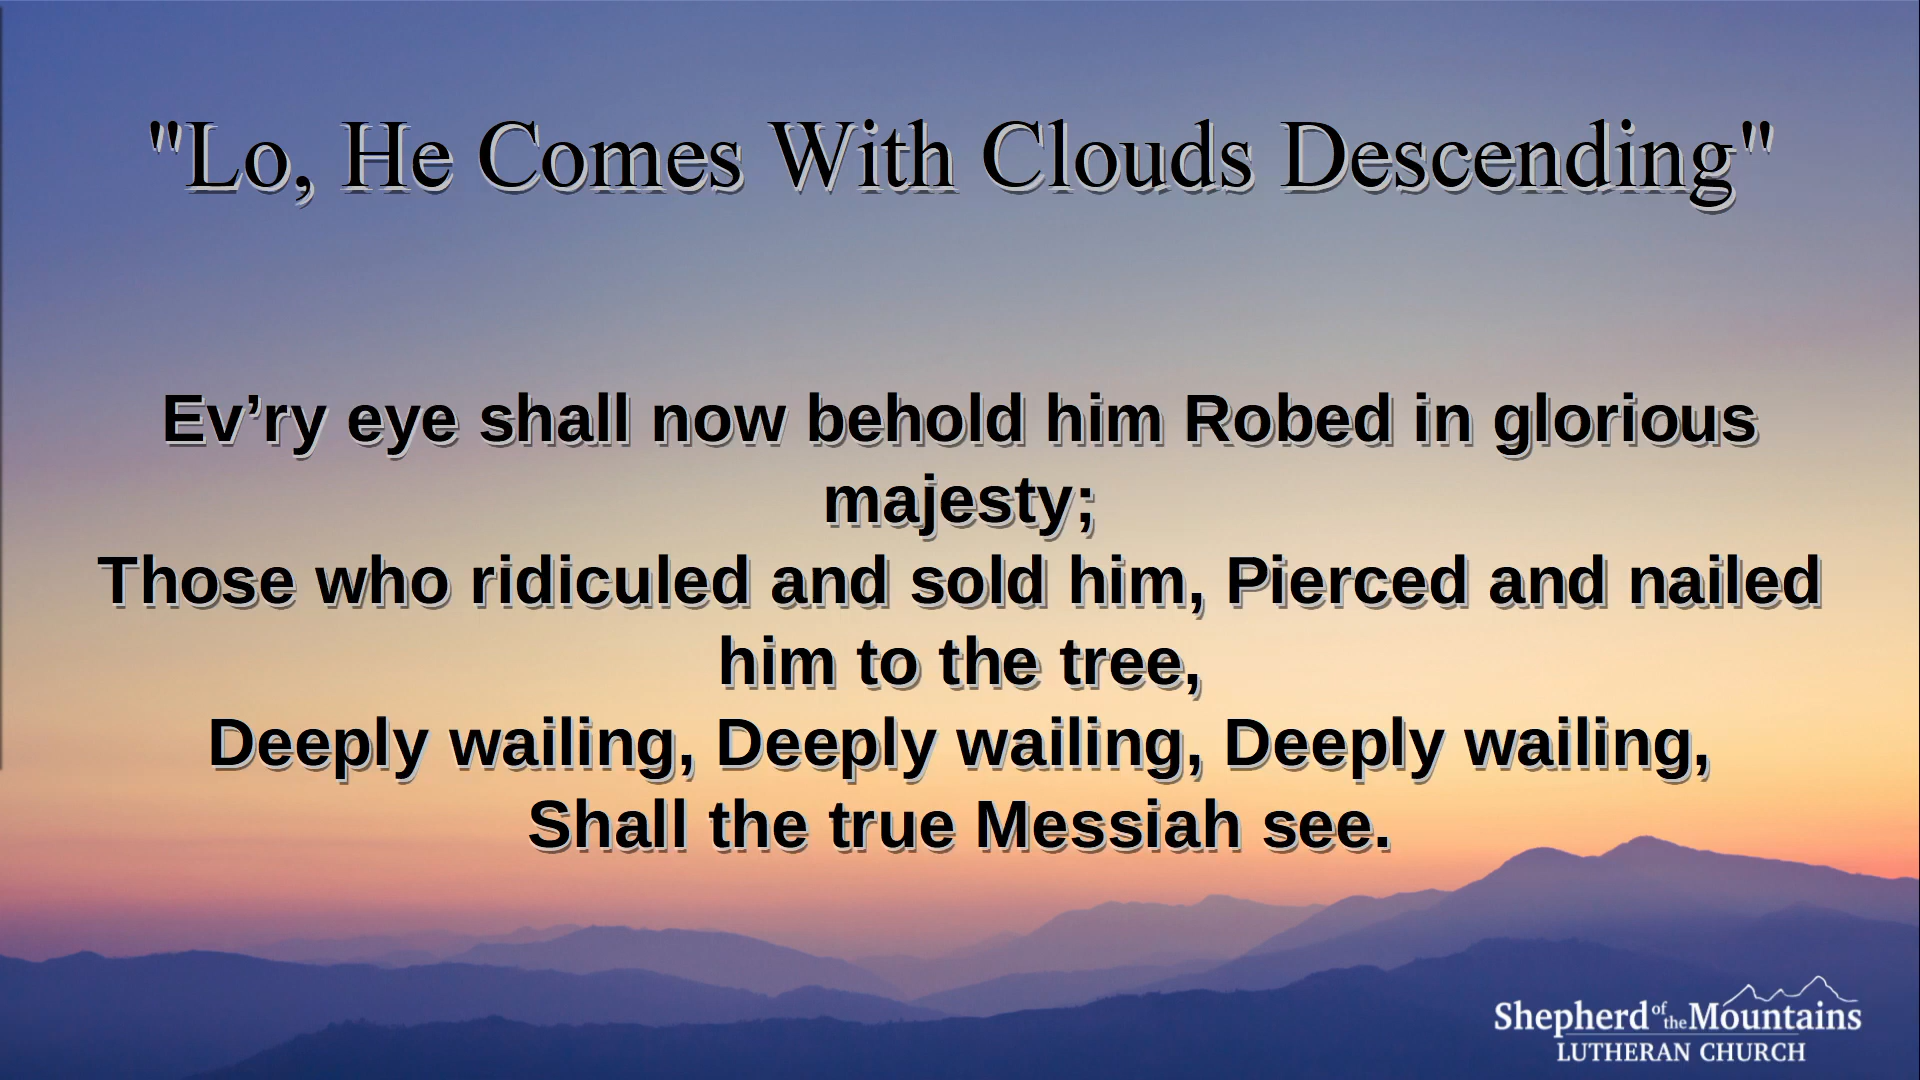 "Lo, He Comes With Clouds Descending"
Ev’ry eye shall now behold him Robed in glorious
majesty;
Those who ridiculed and sold him, Pierced and nailed
him to the tree,
Deeply wailing, Deeply wailing, Deeply wailing,
Shall the true Messiah see.
Shepherd of the Mountains
LUTHERAN CHURCH